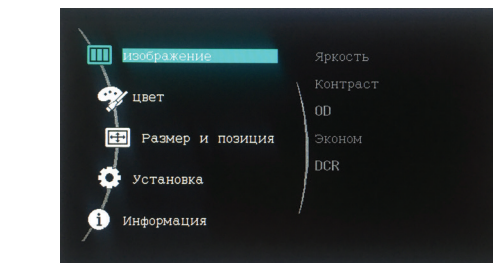 изображение
цвет
Размер и позиция
Установка
Информация
Яркость
Контраст
OD
Эконом
DCR